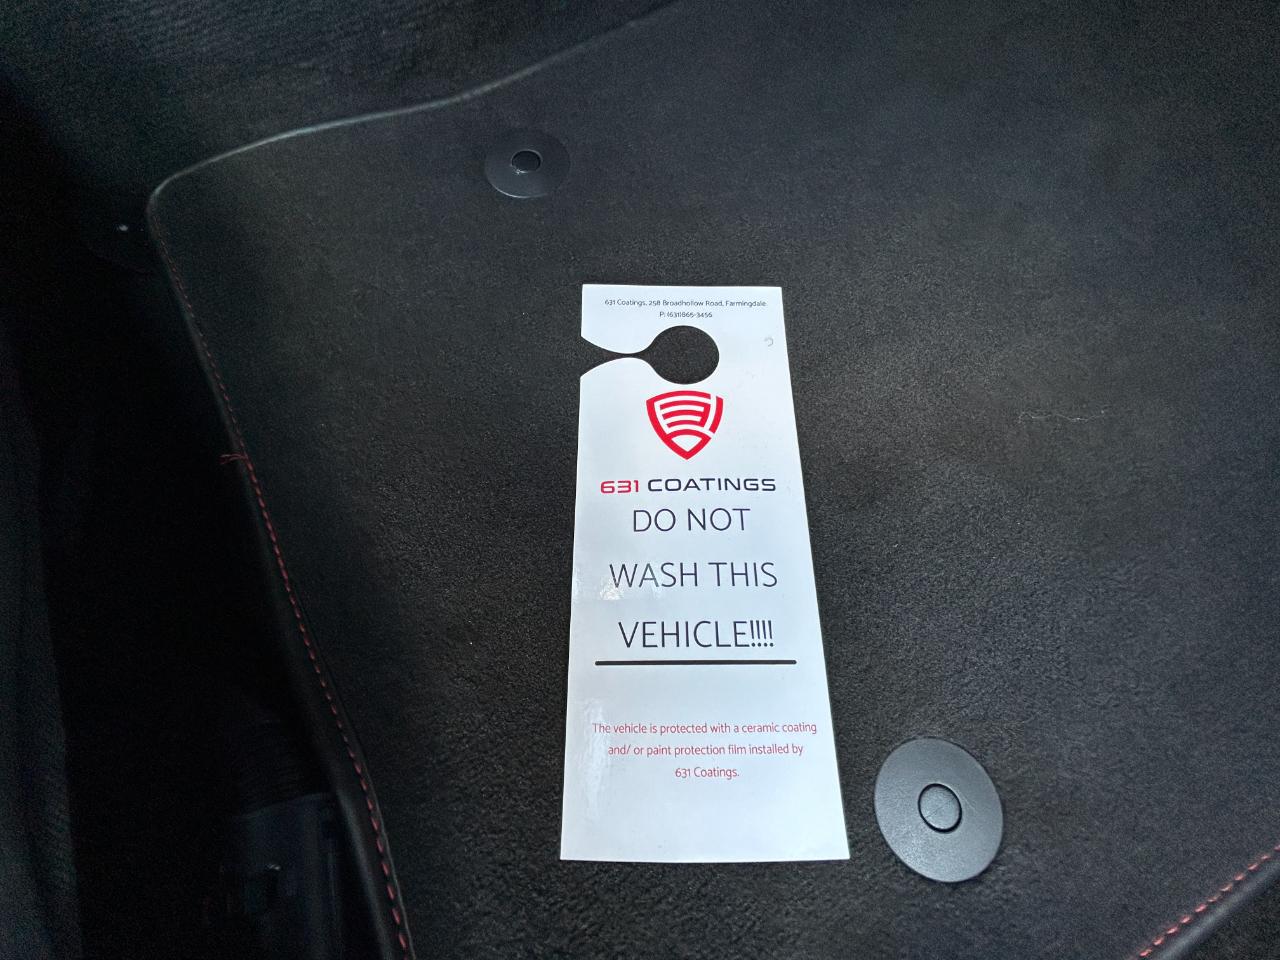 631 Coatings, 258 Broadhollow Road, Farmingdale
P: (631)865-3456
631 COATINGS
DO NOT
WASH THIS
VEHICLE!!!!
The vehicle is protected with a ceramic coating
and/ or paint protection film installed by
631 Coatings.